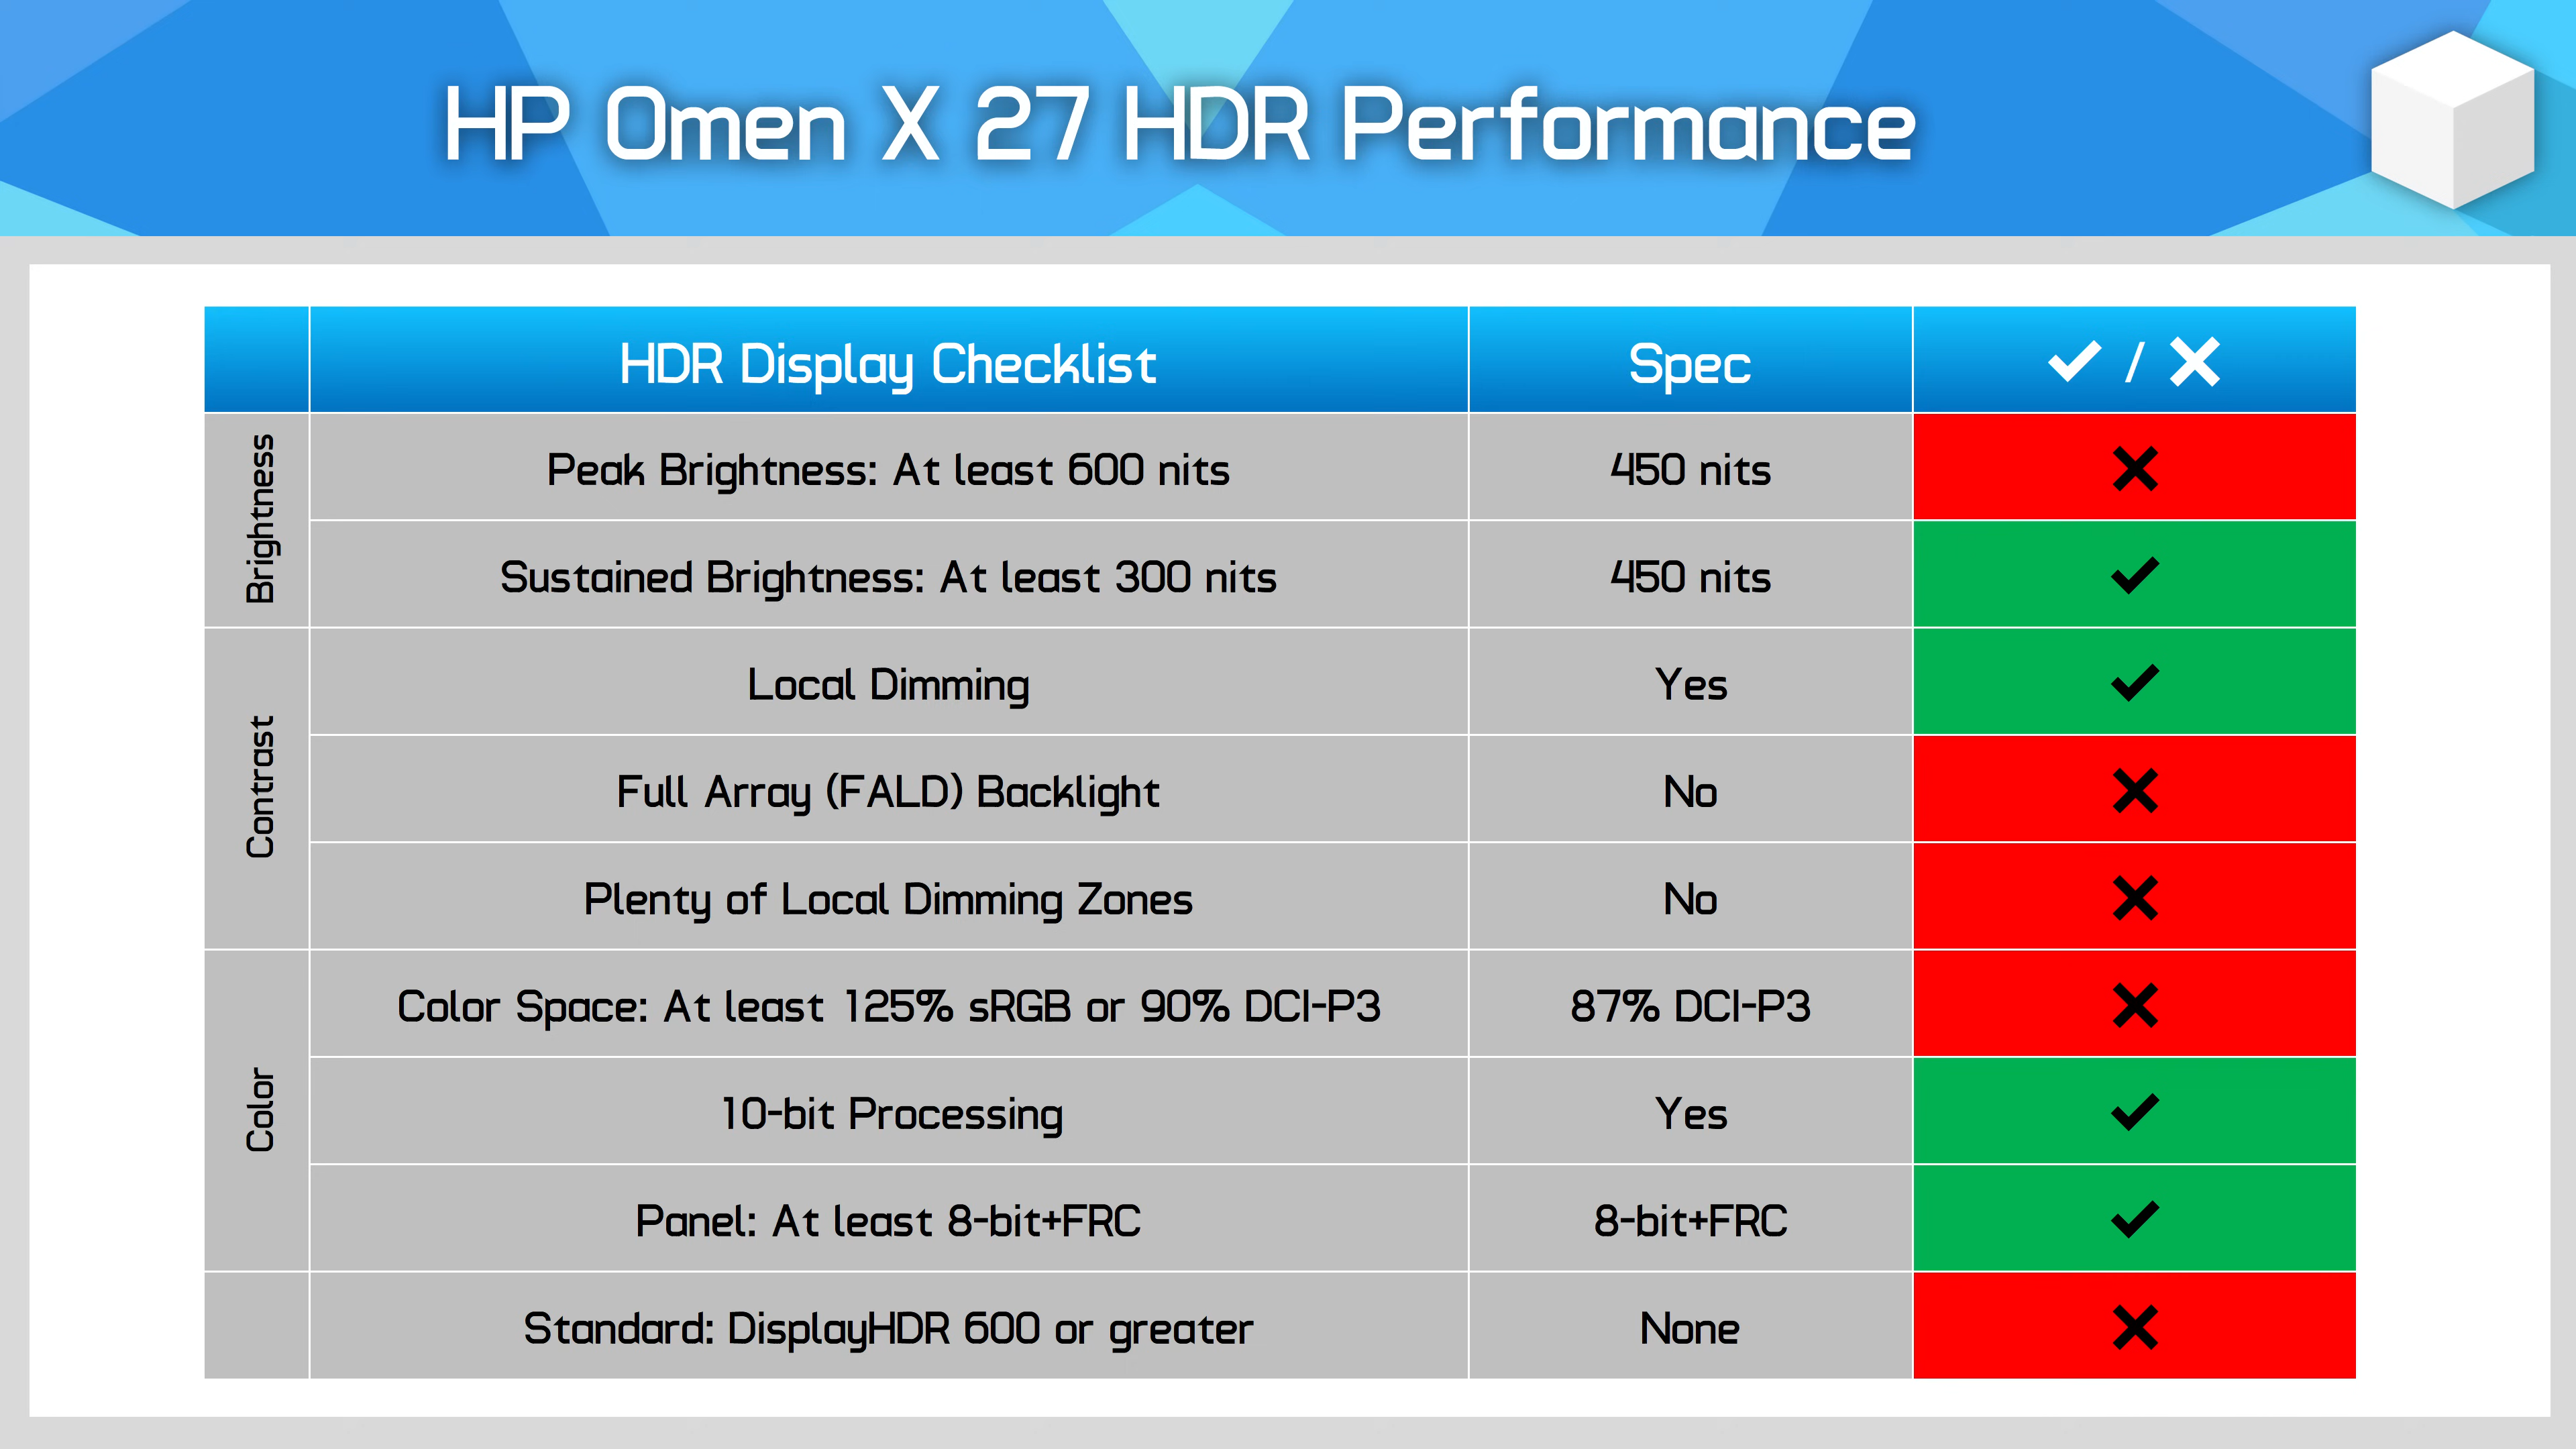 HP Omen X 27 HDR Performance
HDR Display Checklist Spec ✓ / ✗
Brightness
Peak Brightness: At least 600 nits 450 nits ✗
Sustained Brightness: At least 300 nits 450 nits ✓
Contrast
Local Dimming Yes ✓
Full Array (FALD) Backlight No ✗
Plenty of Local Dimming Zones No ✗
Color
Color Space: At least 125% sRGB or 90% DCI-P3 87% DCI-P3 ✗
10-bit Processing Yes ✓
Panel: At least 8-bit+FRC 8-bit+FRC ✓
Standard: DisplayHDR 600 or greater None ✗